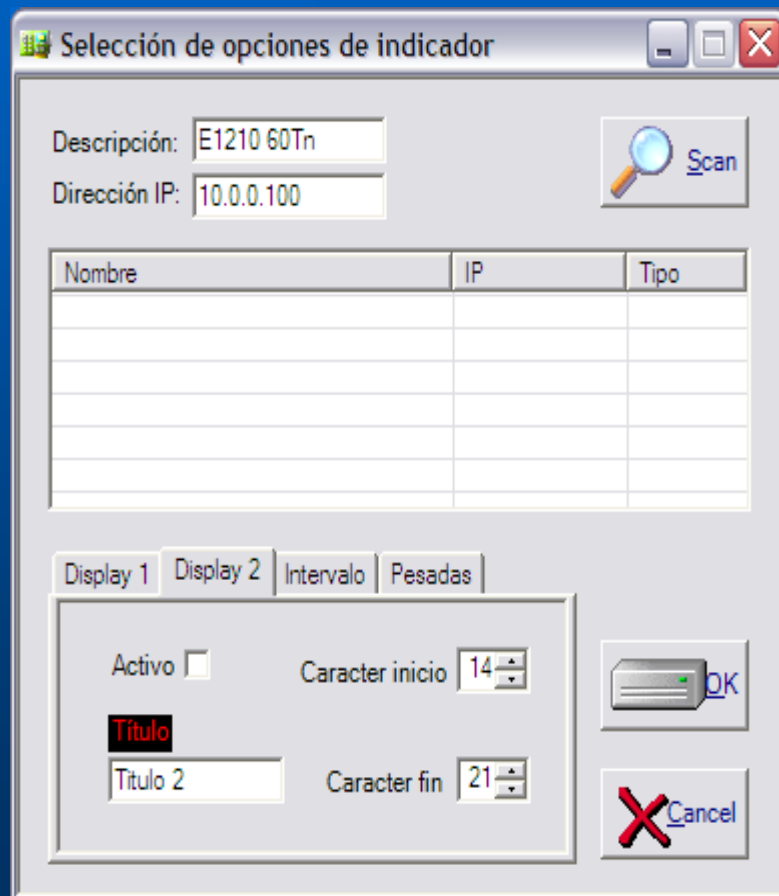 Selección de opciones de indicador
Descripción: E1210 60Tn
Scan
Dirección IP: 10.0.0.100
Nombre IP Tipo
Display 1 Display 2 Intervalo Pesadas
Activo Caracter inicio 14
OK
Título
Titulo 2 Caracter fin 21
Cancel